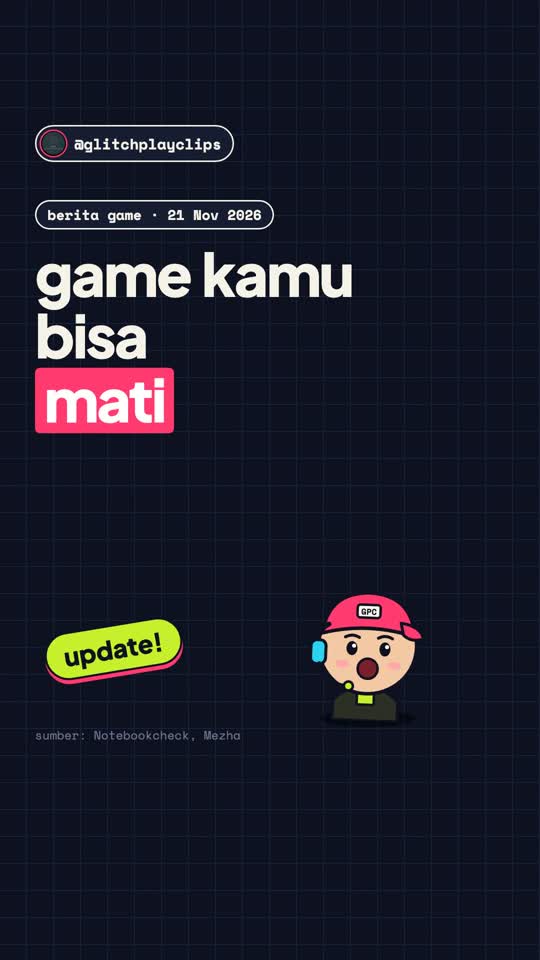 @glitchplayclips
berita game · 21 Nov 2026
game kamu
bisa
mati
GPC
update!
sumber: Notebookcheck, Mezha